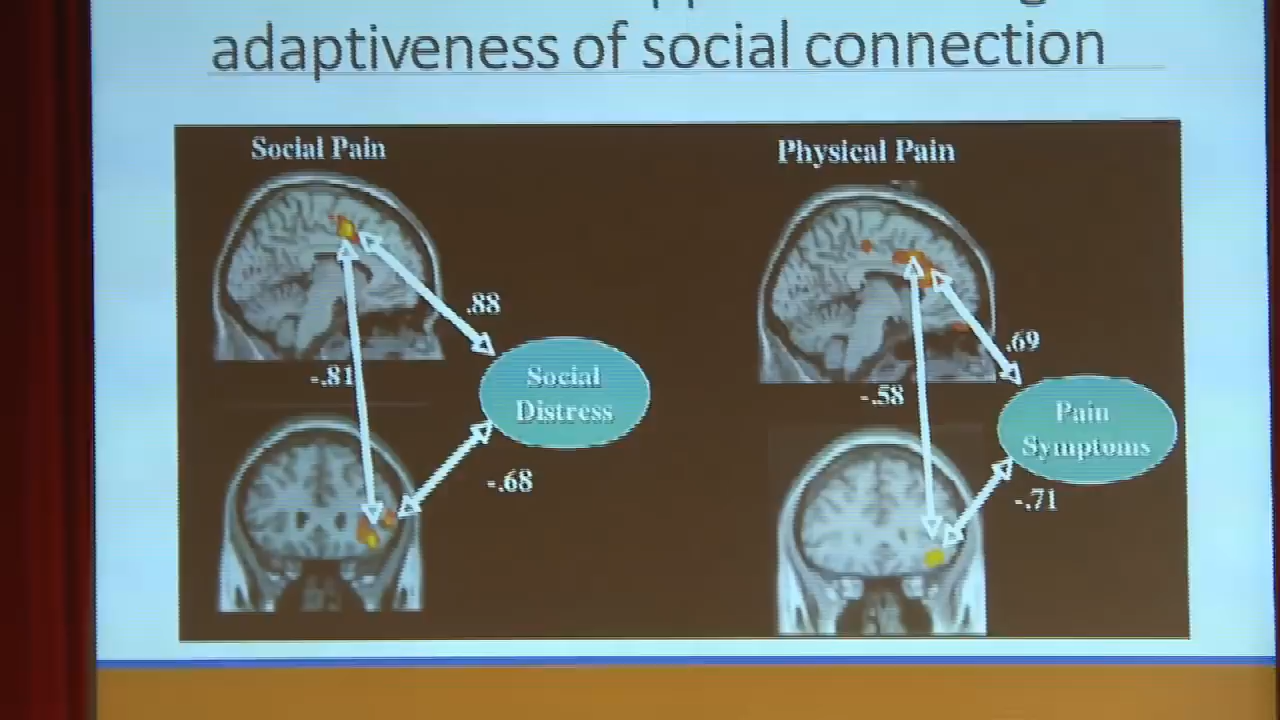 adaptiveness of social connection
Social Pain
Physical Pain
.88
.69
-.81
-.58
Social
Distress
Pain
Symptoms
-.68
-.71